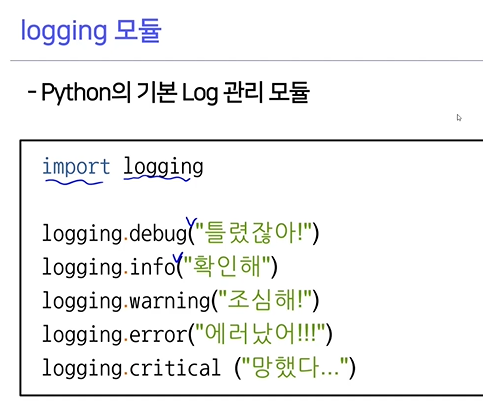 logging 모듈
- Python의 기본 Log 관리 모듈
import logging
logging.debug("틀렸잖아!")
logging.info("확인해")
logging.warning("조심해!")
logging.error("에러났어!!!")
logging.critical ("망했다...")